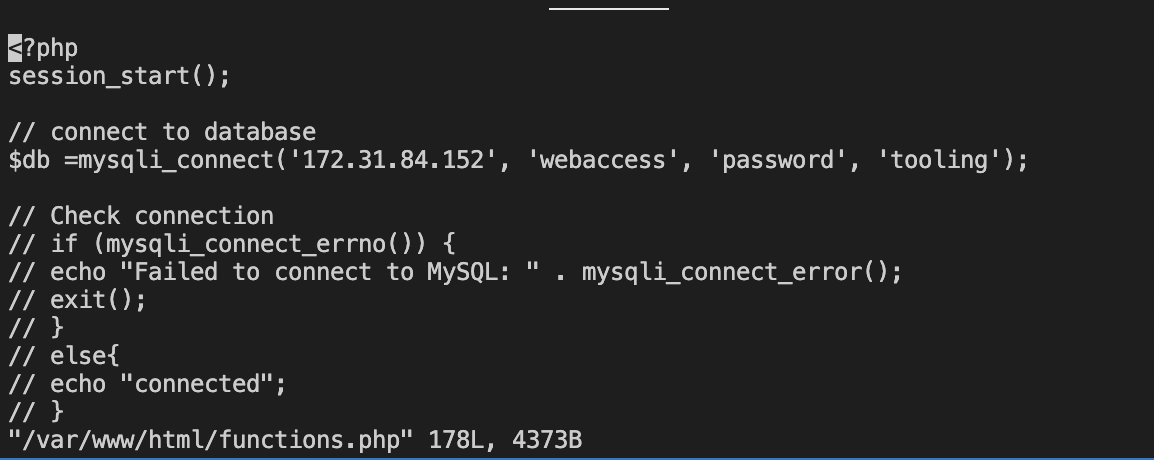 <?php
session_start();
// connect to database
$db =mysqli_connect('172.31.84.152', 'webaccess', 'password', 'tooling');
// Check connection
// if (mysqli_connect_errno()) {
// echo "Failed to connect to MySQL: " . mysqli_connect_error();
// exit();
// }
// else{
// echo "connected";
// }
"/var/www/html/functions.php" 178L, 4373B